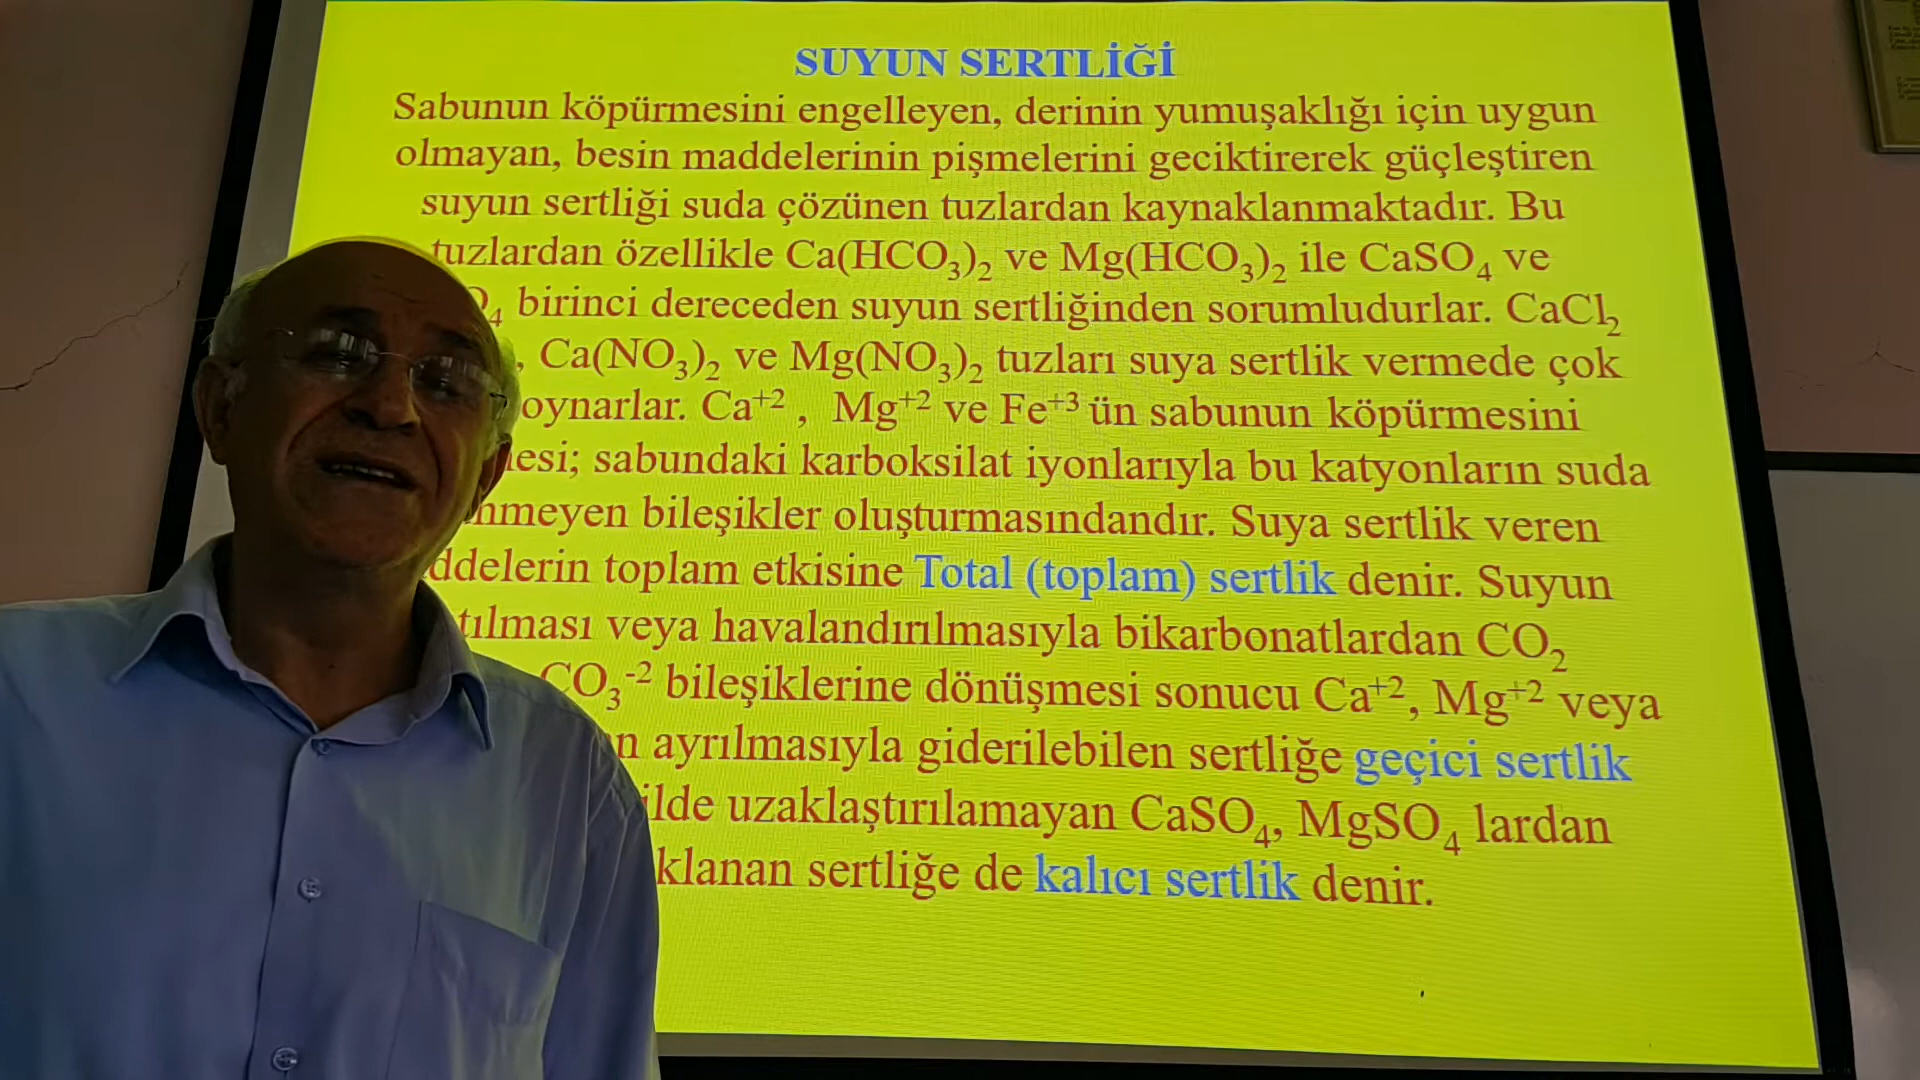 SUYUN SERTLİĞİ
Sabunun köpürmesini engelleyen, derinin yumuşaklığı için uygun
olmayan, besin maddelerinin pişmelerini geciktirerek güçleştiren
suyun sertliği suda çözünen tuzlardan kaynaklanmaktadır. Bu
tuzlardan özellikle Ca(HCO₃)₂ ve Mg(HCO₃)₂ ile CaSO₄ ve
birinci dereceden suyun sertliğinden sorumludurlar. CaCl₂
, Ca(NO₃)₂ ve Mg(NO₃)₂ tuzları suya sertlik vermede çok
oynarlar. Ca⁺² , Mg⁺² ve Fe⁺³ ün sabunun köpürmesini
sabundaki karboksilat iyonlarıyla bu katyonların suda
bileşikler oluşturmasındandır. Suya sertlik veren
toplam etkisine Total (toplam) sertlik denir. Suyun
veya havalandırılmasıyla bikarbonatlardan CO₂
CO₃⁻² bileşiklerine dönüşmesi sonucu Ca⁺², Mg⁺² veya
ayrılmasıyla giderilebilen sertliğe geçici sertlik
uzaklaştırılamayan CaSO₄, MgSO₄ lardan
sertliğe de kalıcı sertlik denir.